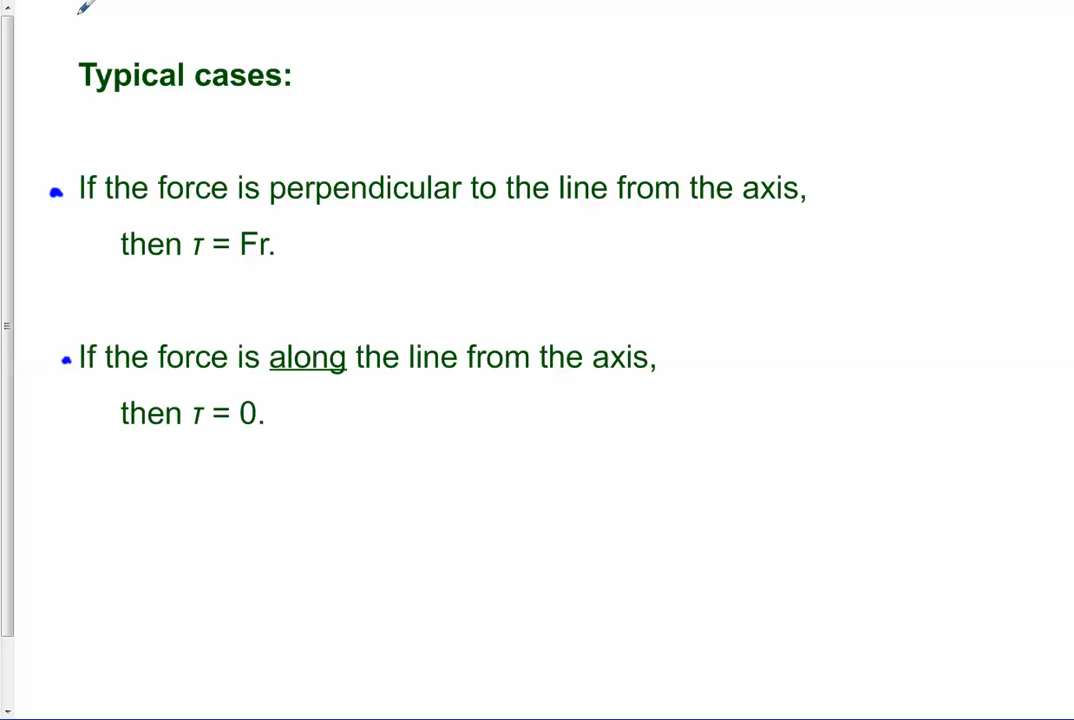 Typical cases:
If the force is perpendicular to the line from the axis,
then τ = Fr.
If the force is along the line from the axis,
then τ = 0.